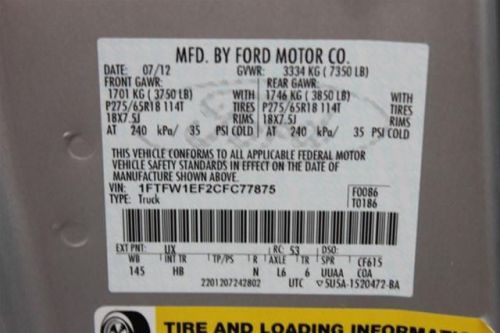 MFD. BY FORD MOTOR CO.
DATE: 07/12 GVWR: 3334 KG ( 7350 LB)
FRONT GAWR: REAR GAWR:
1701 KG ( 3750 LB) WITH 1746 KG ( 3850 LB) WITH
P275/65R18 114T TIRES P275/65R18 114T TIRES
18X7.5J RIMS 18X7.5J RIMS
AT 240 kPa/ 35 PSI COLD AT 240 kPa/ 35 PSI COLD
THIS VEHICLE CONFORMS TO ALL APPLICABLE FEDERAL MOTOR
VEHICLE SAFETY STANDARDS IN EFFECT ON THE DATE OF
MANUFACTURE SHOWN ABOVE.
VIN: 1FTFW1EF2CFC77875 F0086
TYPE: Truck T0186
EXT PNT: UX RC: 53 DSO:
WB INT TR TP/PS R AXLE TR SPR CF615
145 HB N L6 6 UUAA COA
2201207242802 UTC 5U5A-1520472-BA
TIRE AND LOADING INFORMATION